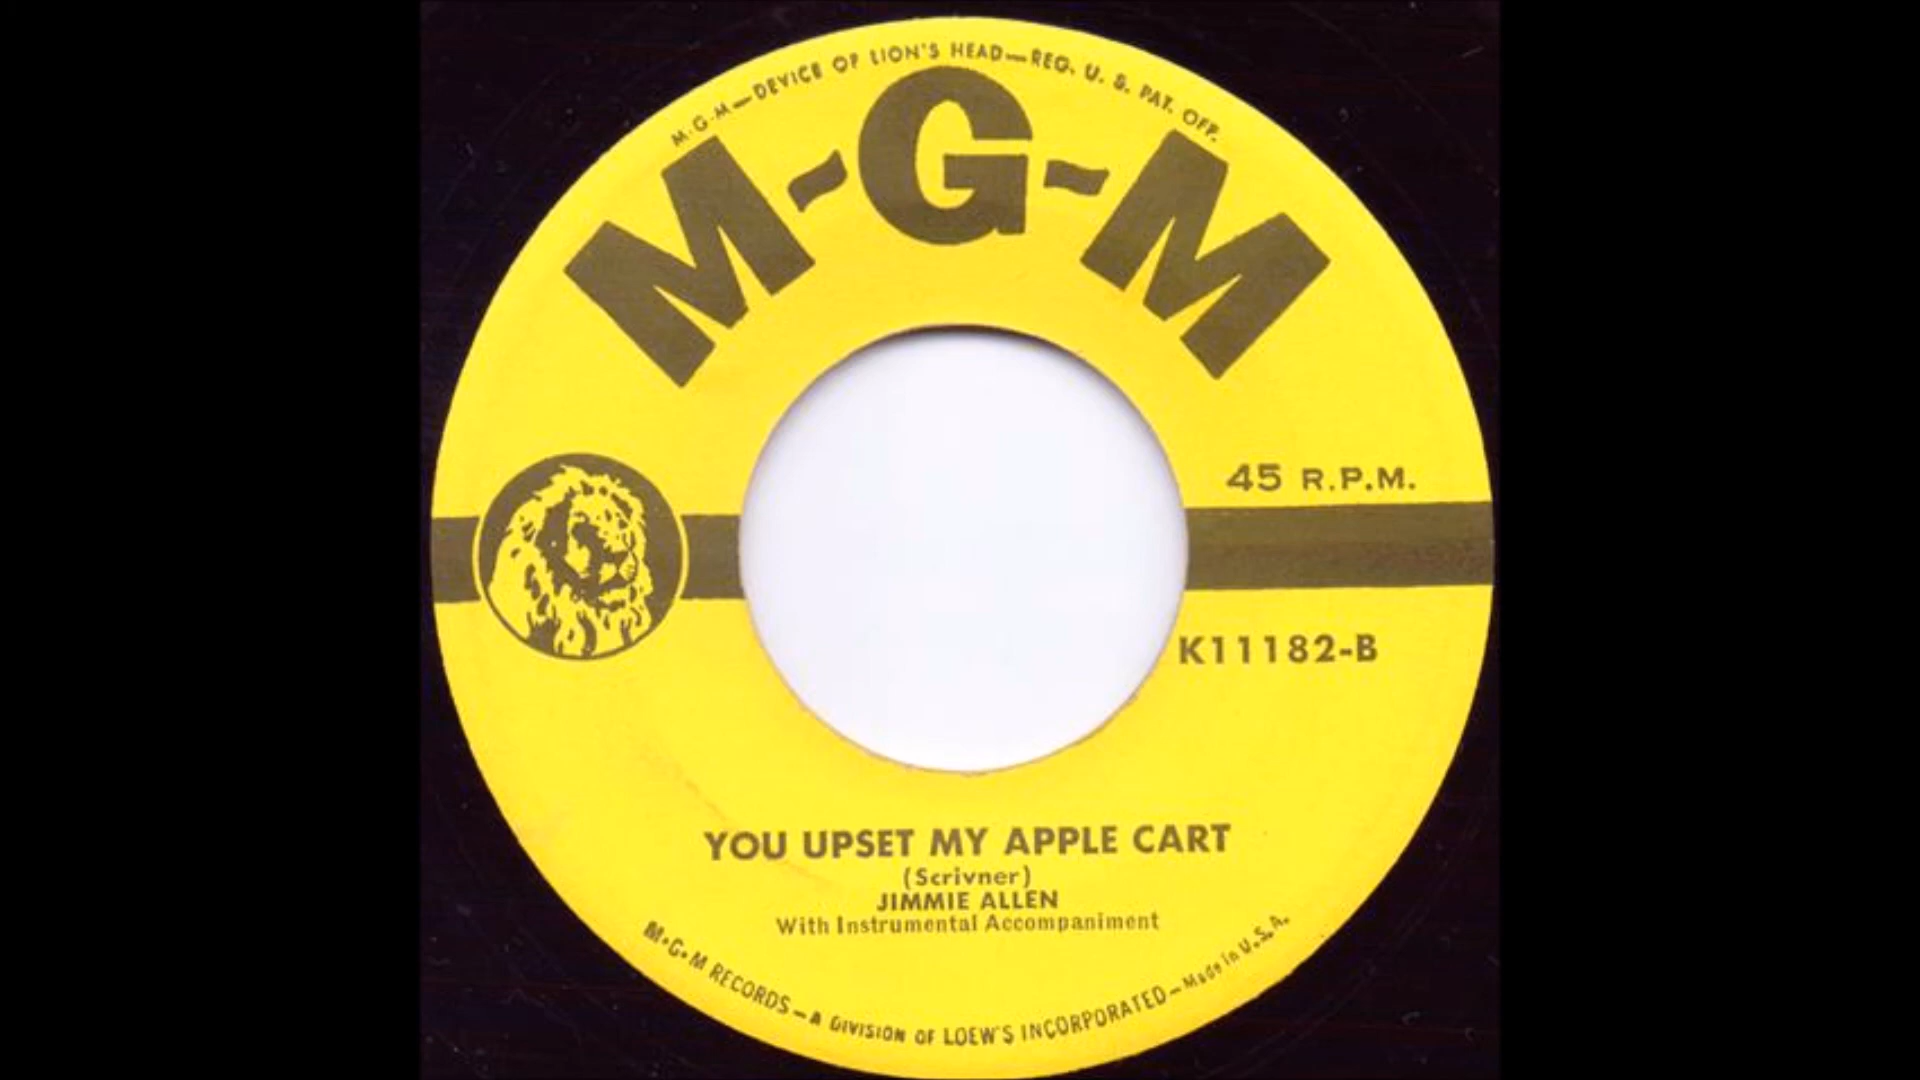 M-G-M—DEVICE OF LION'S HEAD—REG. U. S. PAT. OFF.
M-G-M
45 R.P.M.
K11182-B
YOU UPSET MY APPLE CART
(Scrivner)
JIMMIE ALLEN
With Instrumental Accompaniment
M•G•M RECORDS—A DIVISION OF LOEW'S INCORPORATED—Made in U.S.A.